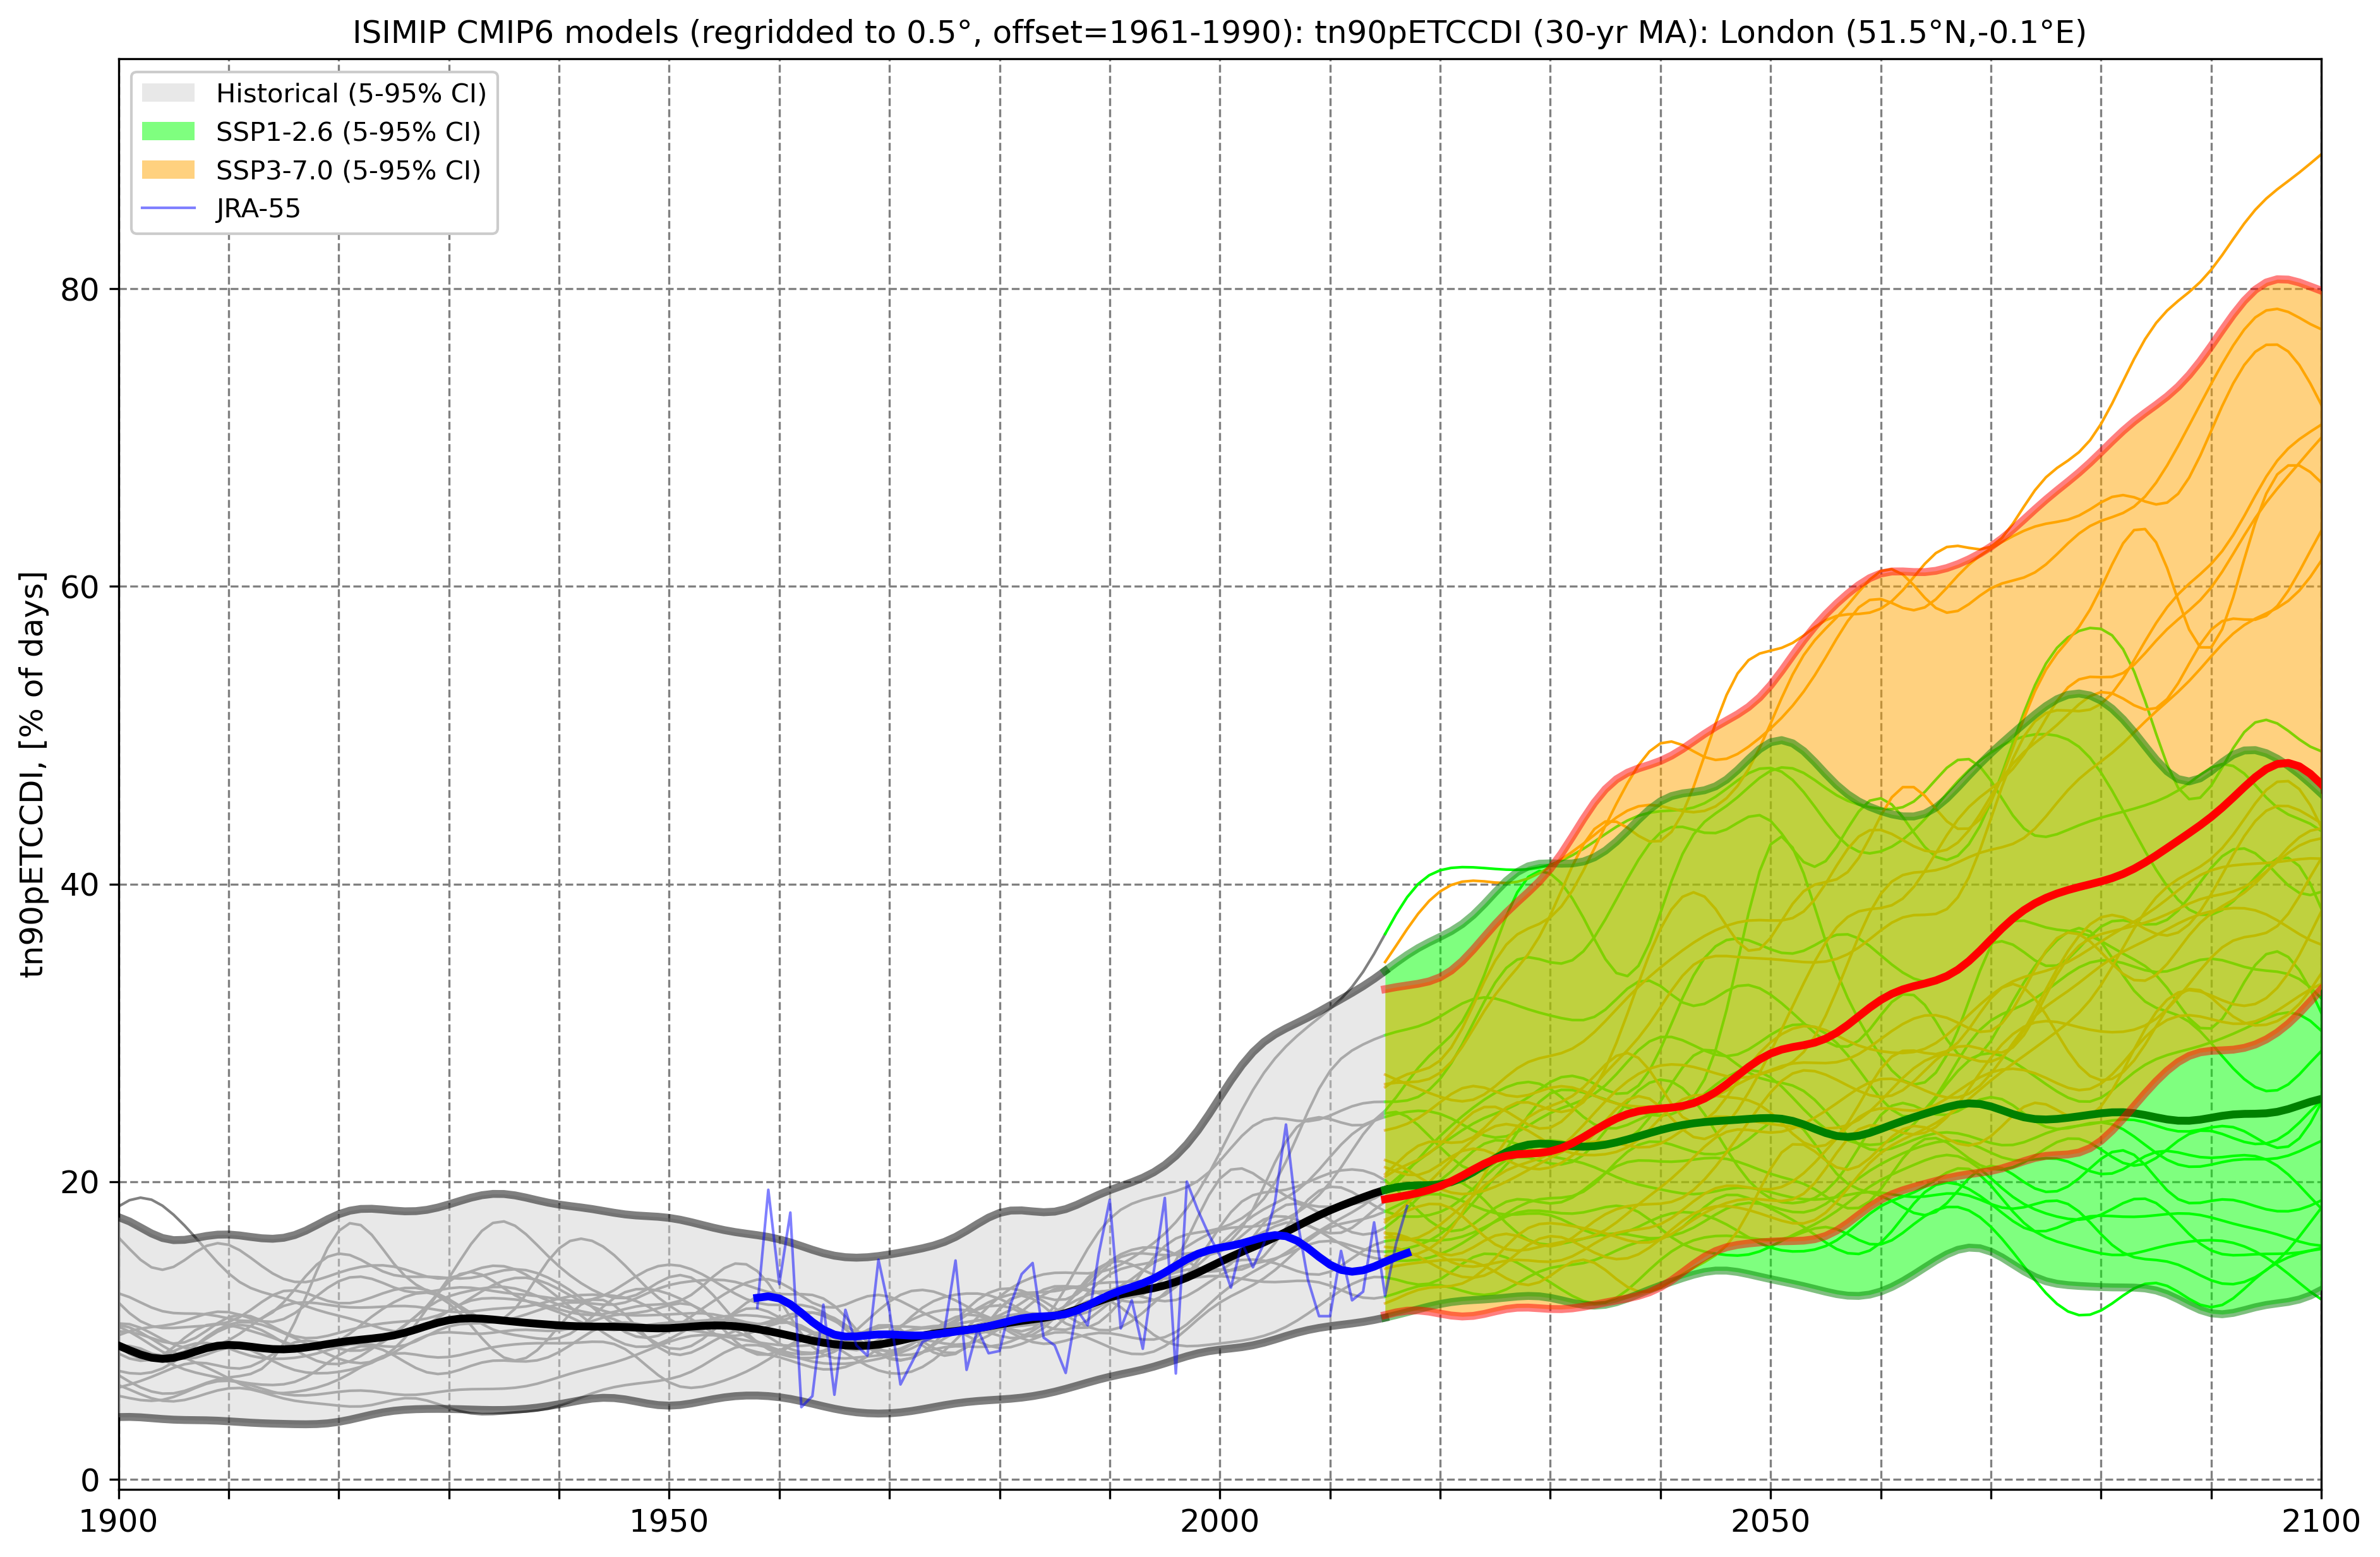 ISIMIP CMIP6 models (regridded to 0.5°, offset=1961-1990): tn90pETCCDI (30-yr MA): London (51.5°N,-0.1°E)
Historical (5-95% CI)
SSP1-2.6 (5-95% CI)
SSP3-7.0 (5-95% CI)
JRA-55
tn90pETCCDI, [% of days]
80
60
40
20
0
1900
1950
2000
2050
2100